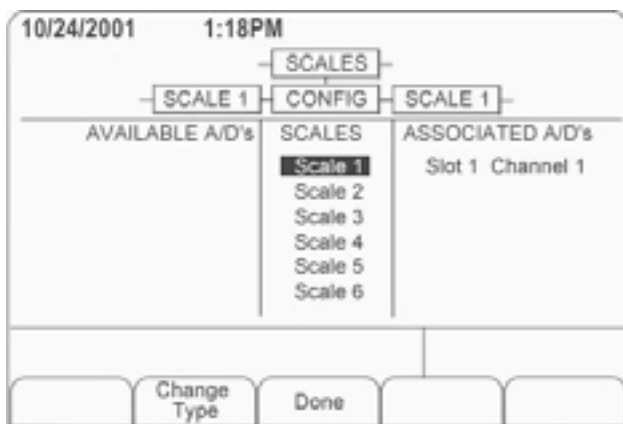 10/24/2001 1:18PM
SCALES
SCALE 1 CONFIG SCALE 1
AVAILABLE A/D's SCALES ASSOCIATED A/D's
Scale 1 Slot 1 Channel 1
Scale 2
Scale 3
Scale 4
Scale 5
Scale 6
Change
Type
Done